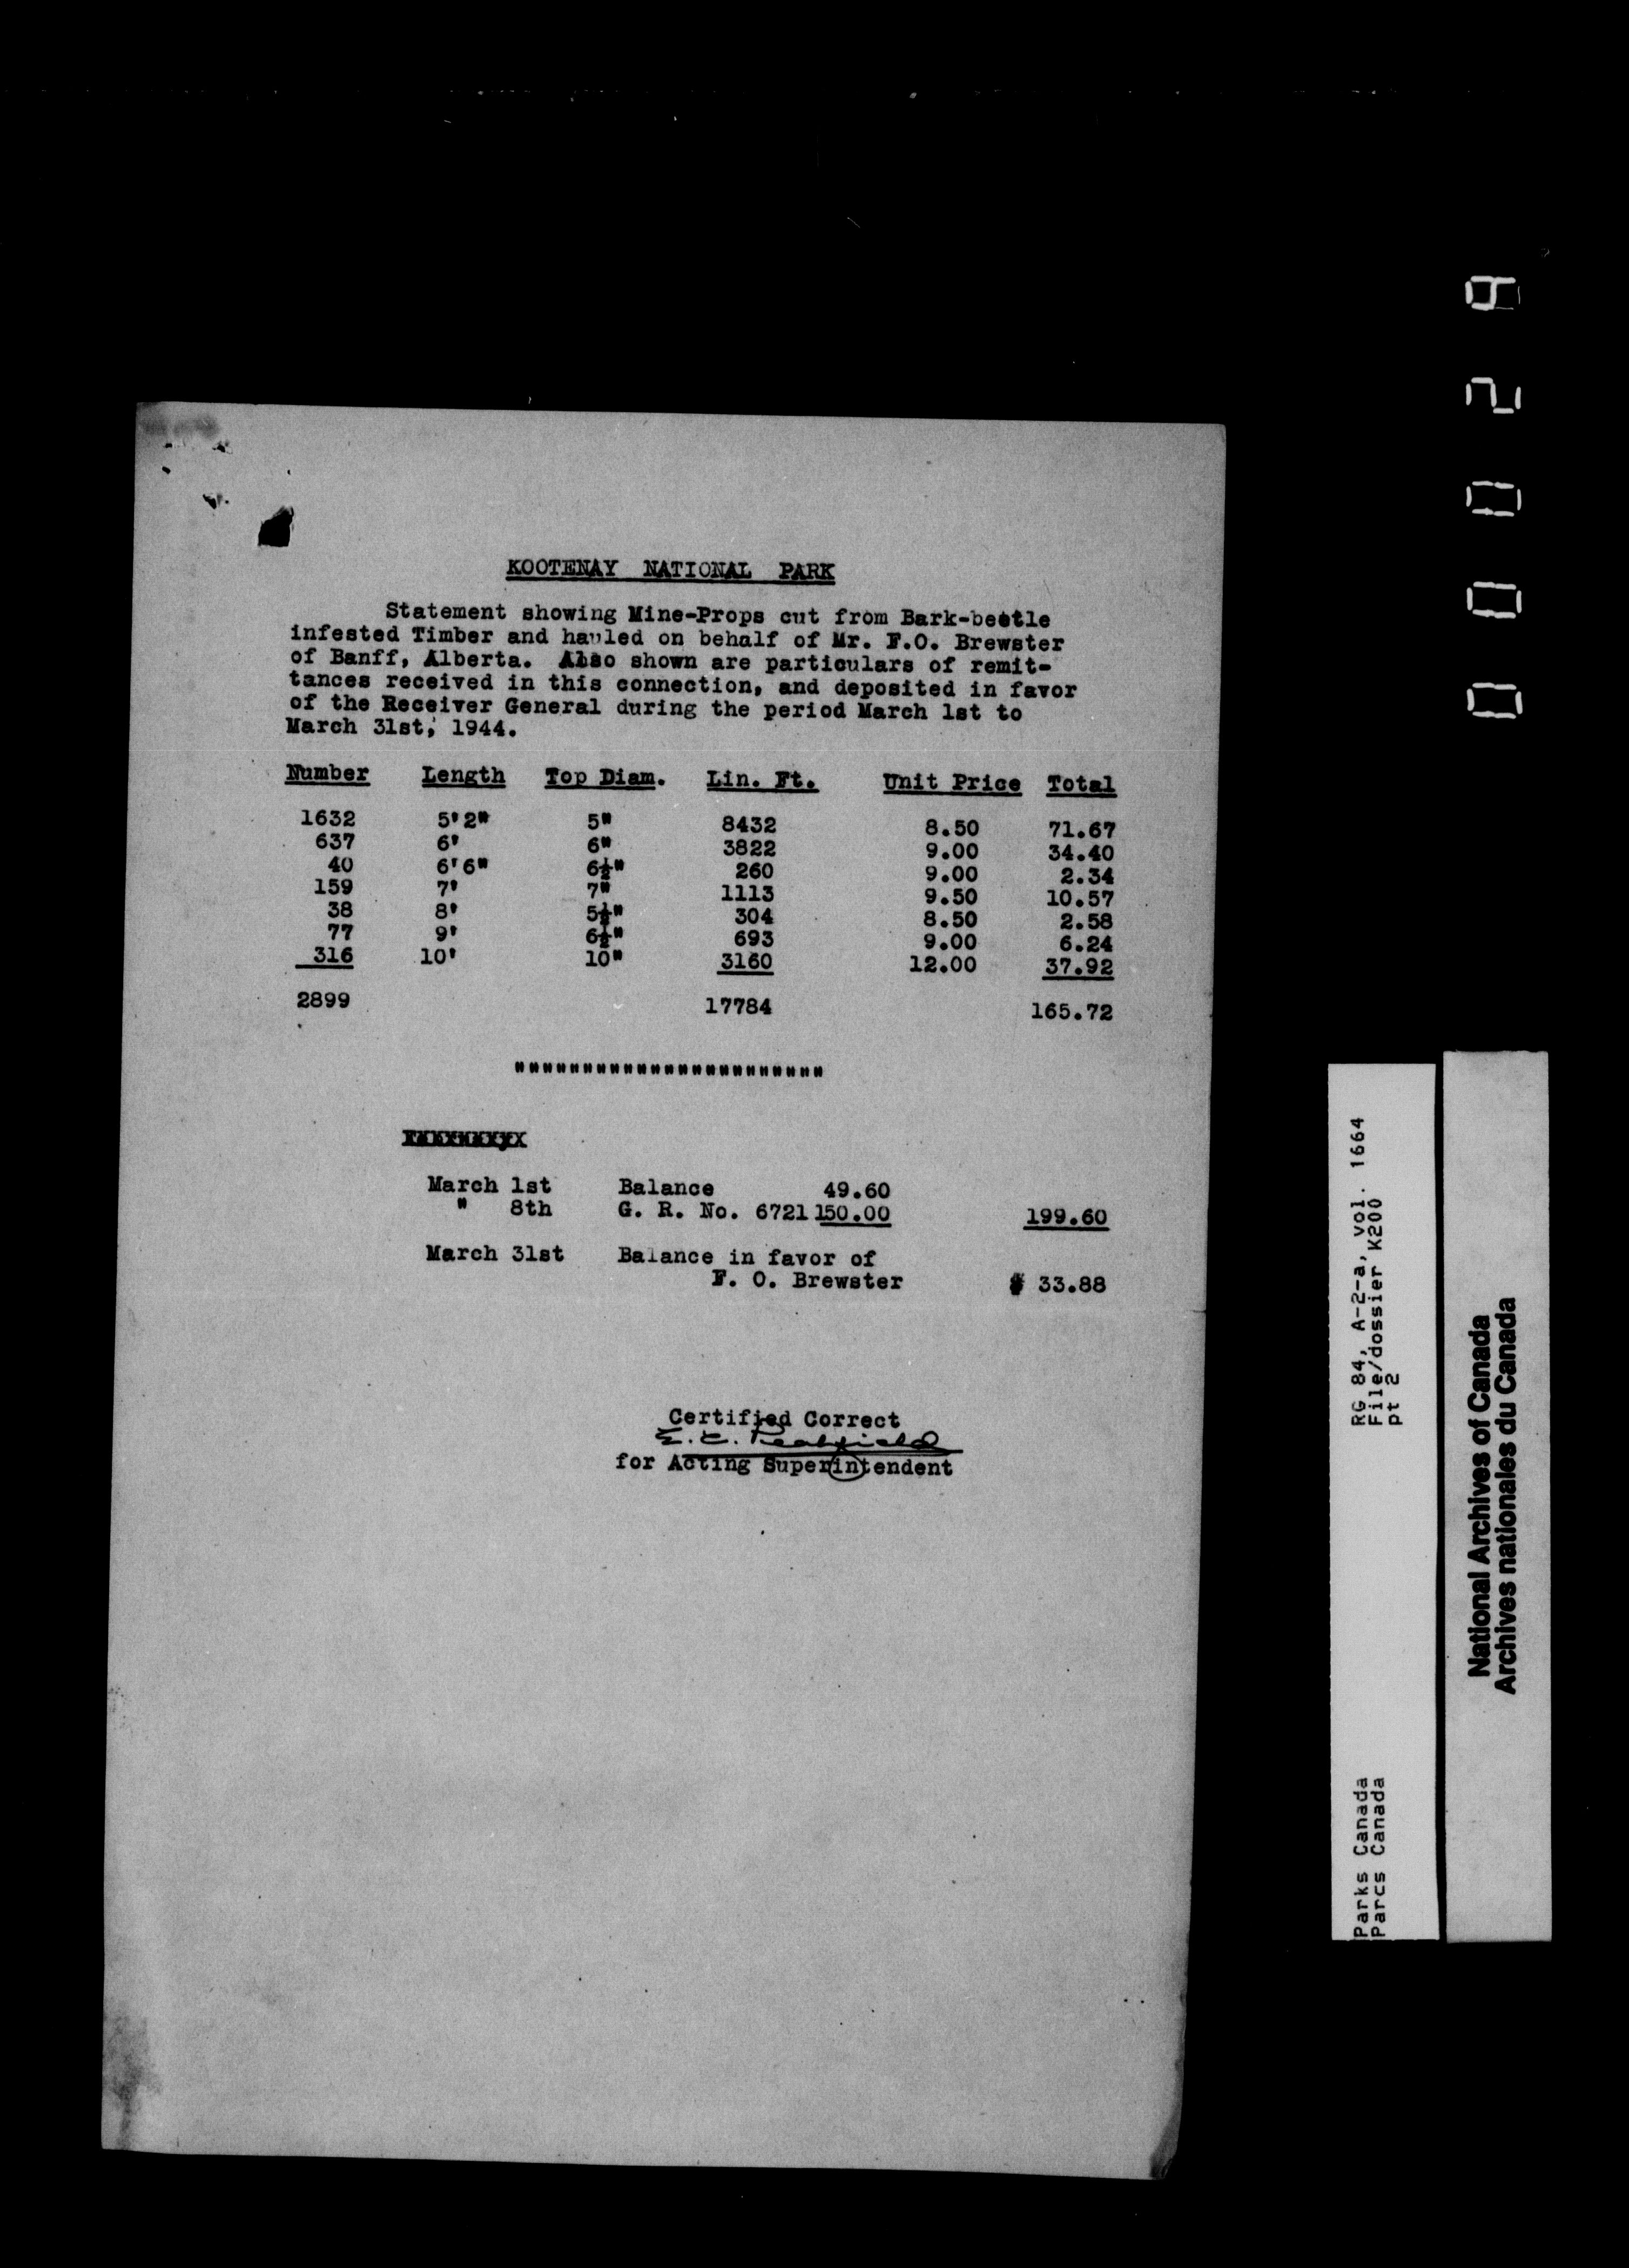 KOOTENAY NATIONAL PARK
Statement showing Mine-Props cut from Bark-beetle
infested Timber and hauled on behalf of Mr. F.O. Brewster
of Banff, Alberta. Also shown are particulars of remit-
tances received in this connection, and deposited in favor
of the Receiver General during the period March 1st to
March 31st, 1944.
Number Length Top Diam. Lin. Ft. Unit Price Total
1632 5'2" 5" 8432 8.50 71.67
637 6' 6" 3822 9.00 34.40
40 6'6" 6½" 260 9.00 2.34
159 7' 7" 1113 9.50 10.57
38 8' 5½" 304 8.50 2.58
77 9' 6½" 693 9.00 6.24
316 10' 10" 3160 12.00 37.92
2899 17784 165.72
"""""""""""""""""""""""
March 1st Balance 49.60
" 8th G. R. No. 6721 150.00 199.60
March 31st Balance in favor of
F. O. Brewster $ 33.88
Certified Correct
E. C.
for Acting Superintendent
00029
RG 84, A-2-a, vol. 1664
File/dossier K200
pt 2
Parks Canada
Parcs Canada
National Archives of Canada
Archives nationales du Canada